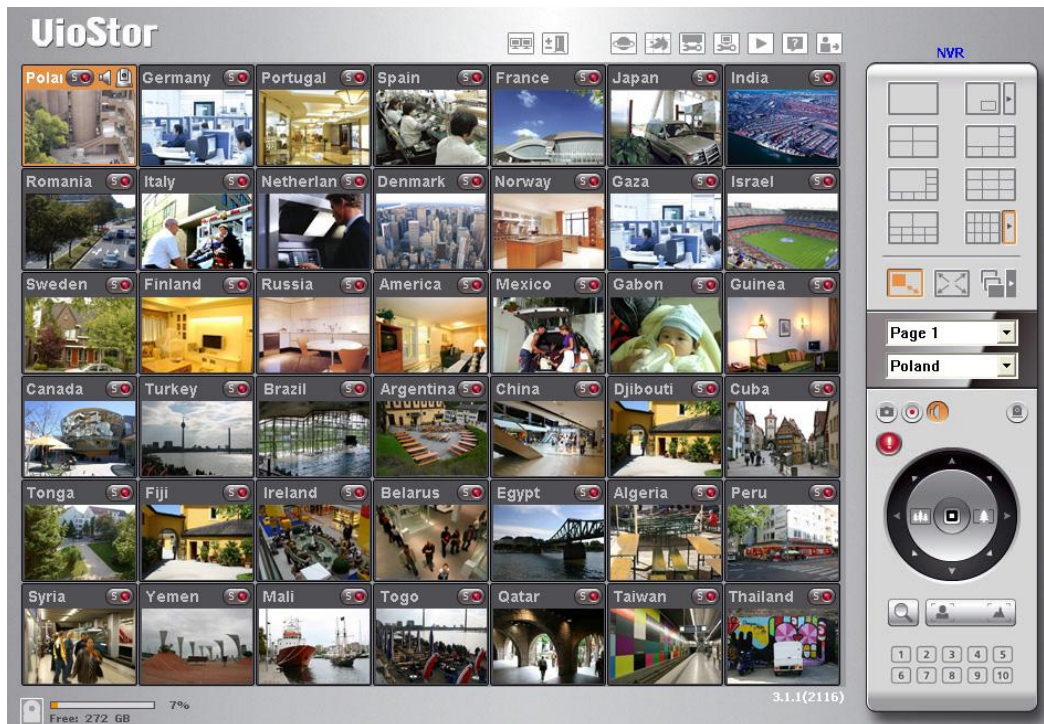 VioStor
NVR
Polan Germany Portugal Spain France Japan India
Romania Italy Netherlan Denmark Norway Gaza Israel
Sweden Finland Russia America Mexico Gabon Guinea
Page 1
Poland
Canada Turkey Brazil Argentina China Djibouti Cuba
Tonga Fiji Ireland Belarus Egypt Algeria Peru
Syria Yemen Mali Togo Qatar Taiwan Thailand
1 2 3 4 5
6 7 8 9 10
3.1.1(2116)
7%
Free: 272 GB